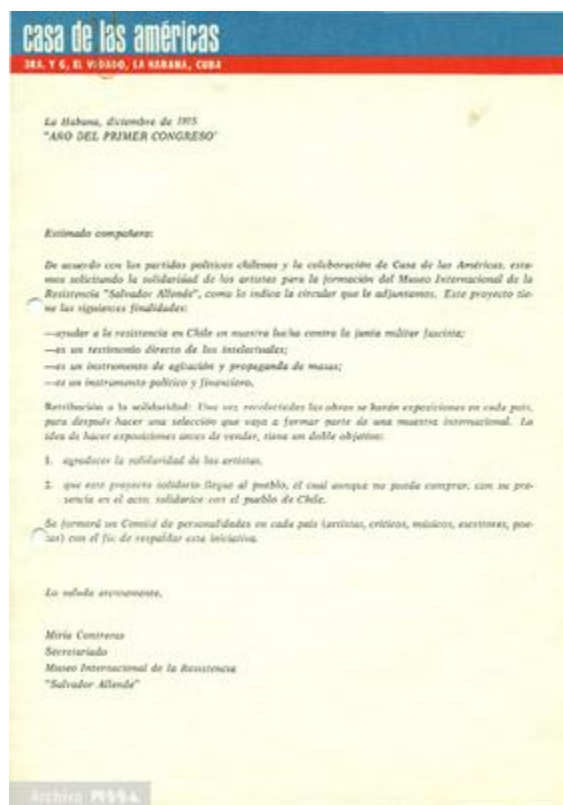 casa de las américas
3RA. Y G, EL VEDADO, LA HABANA, CUBA
La Habana, diciembre de 1975
"AÑO DEL PRIMER CONGRESO"
Estimado compañero:
De acuerdo con los partidos políticos chilenos y la colaboración de Casa de las Américas, esta-
mos solicitando la solidaridad de los artistas para la formación del Museo Internacional de la
Resistencia "Salvador Allende", como lo indica la circular que le adjuntamos. Este proyecto tie-
ne las siguientes finalidades:
—ayudar a la resistencia en Chile en nuestra lucha contra la junta militar fascista;
—es un testimonio directo de los intelectuales;
—es un instrumento de agitación y propaganda de masas;
—es un instrumento político y financiero.
Retribución a la solidaridad: Una vez recolectadas las obras se harán exposiciones en cada país,
para después hacer una selección que vaya a formar parte de una muestra internacional. La
idea de hacer exposiciones antes de vender, tiene un doble objetivo:
1. agradecer la solidaridad de los artistas.
2. que este proyecto solidario llegue al pueblo, el cual aunque no pueda comprar, con su pre-
sencia en el acto, solidarice con el pueblo de Chile.
Se formará un Comité de personalidades en cada país (artistas, críticos, músicos, escritores, poe-
tas) con el fin de respaldar esta iniciativa.
Lo saluda atentamente,
Miria Contreras
Secretariado
Museo Internacional de la Resistencia
"Salvador Allende"
Archivo MSSA